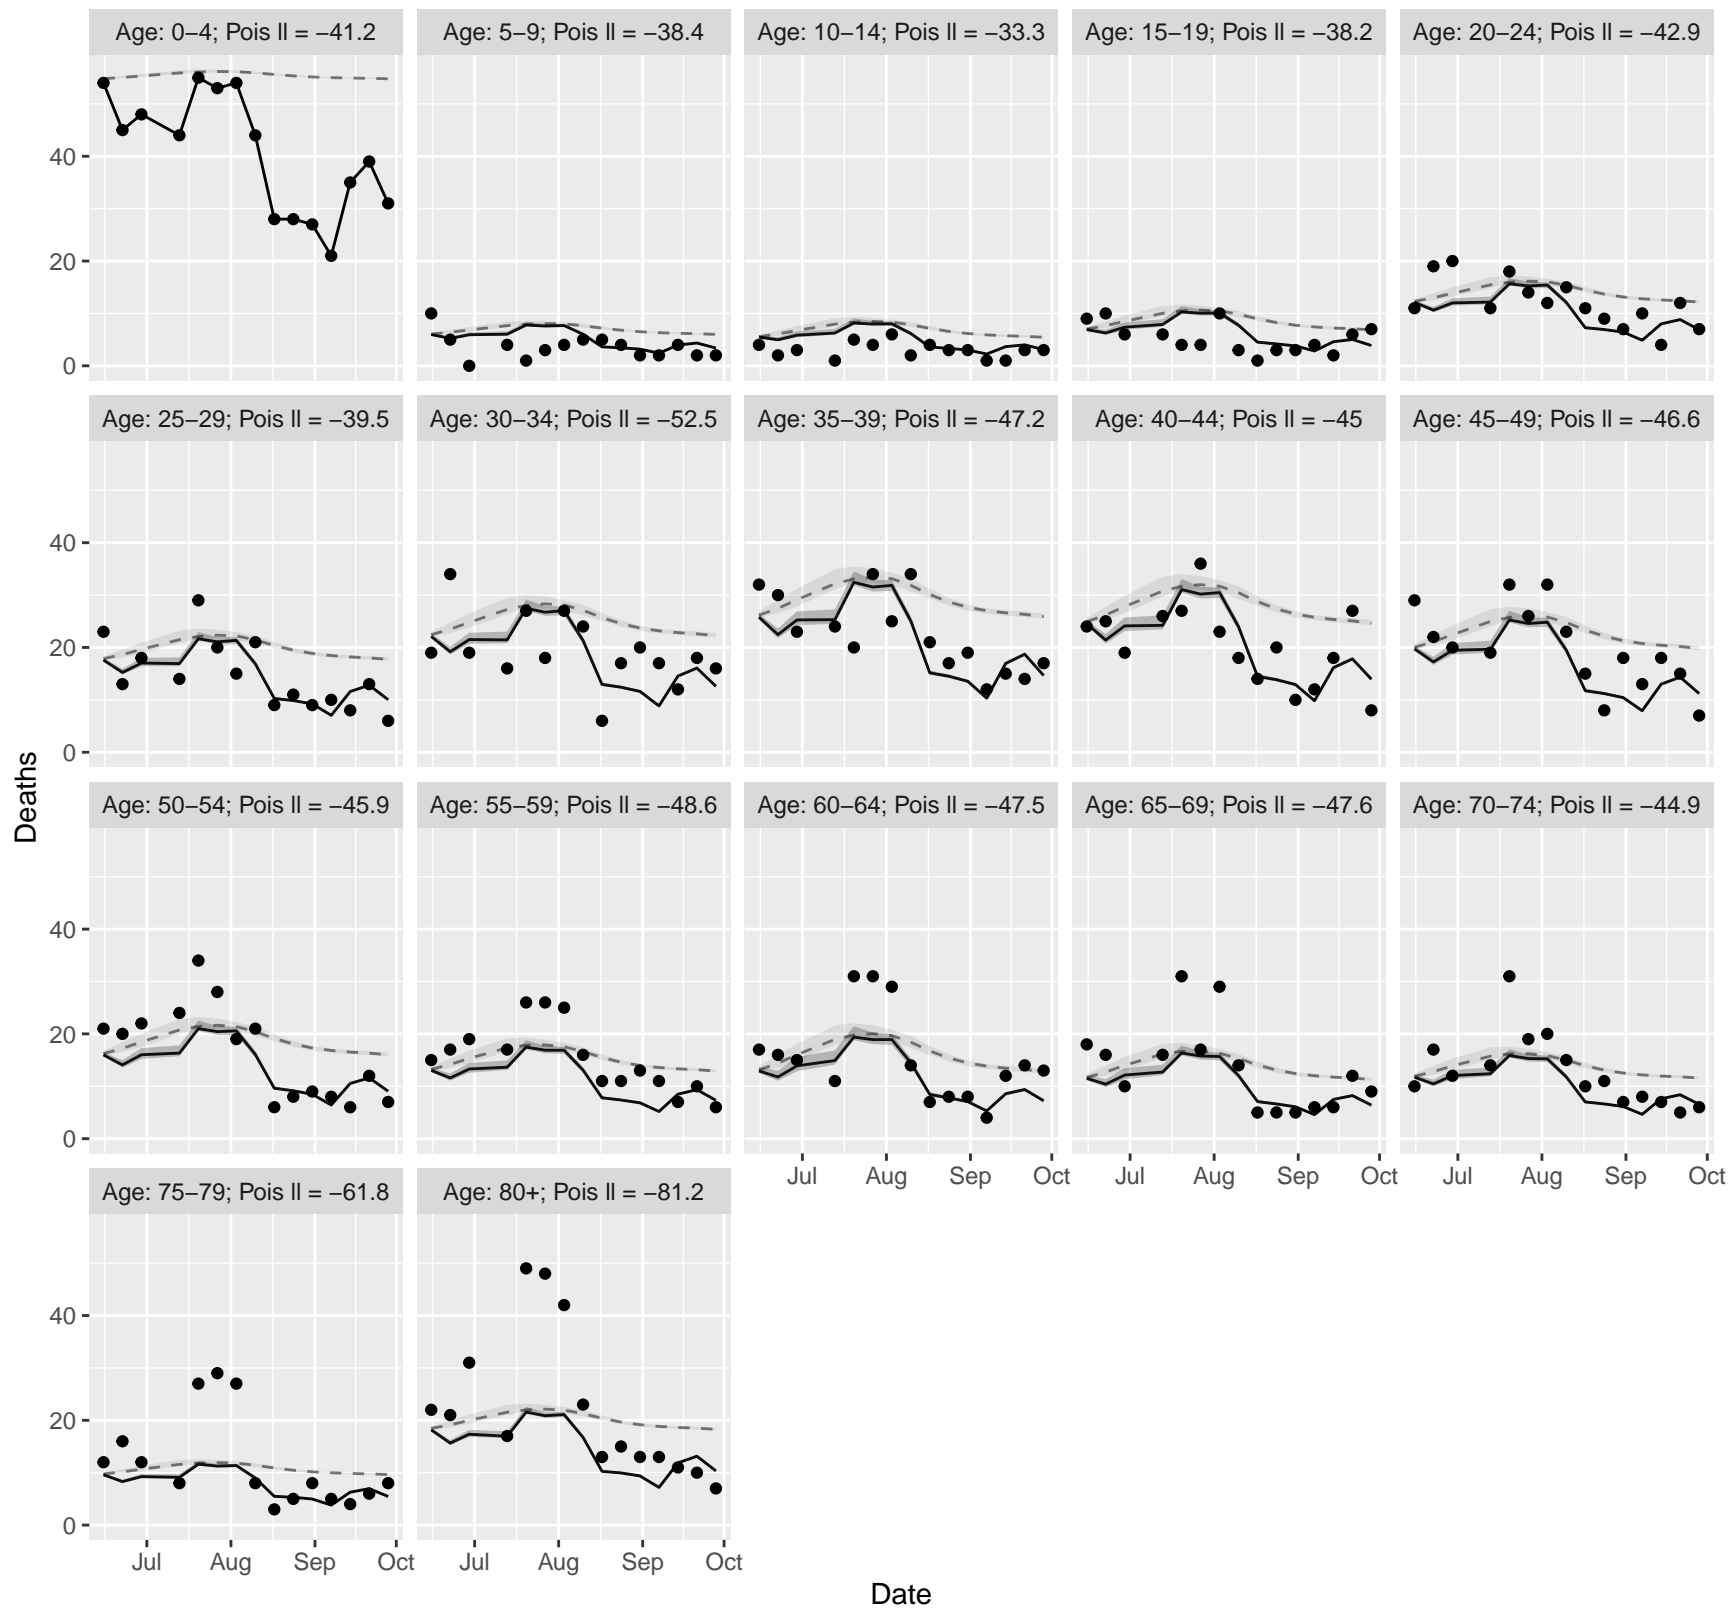 Age: 0−4; Pois ll = −41.2
Age: 5−9; Pois ll = −38.4
Age: 10−14; Pois ll = −33.3
Age: 15−19; Pois ll = −38.2
Age: 20−24; Pois ll = −42.9
40
20
0
Age: 25−29; Pois ll = −39.5
Age: 30−34; Pois ll = −52.5
Age: 35−39; Pois ll = −47.2
Age: 40−44; Pois ll = −45
Age: 45−49; Pois ll = −46.6
40
20
0
Deaths
Age: 50−54; Pois ll = −45.9
Age: 55−59; Pois ll = −48.6
Age: 60−64; Pois ll = −47.5
Age: 65−69; Pois ll = −47.6
Age: 70−74; Pois ll = −44.9
40
20
0
Jul Aug Sep Oct
Jul Aug Sep Oct
Jul Aug Sep Oct
Age: 75−79; Pois ll = −61.8
Age: 80+; Pois ll = −81.2
40
20
0
Jul Aug Sep Oct
Jul Aug Sep Oct
Date